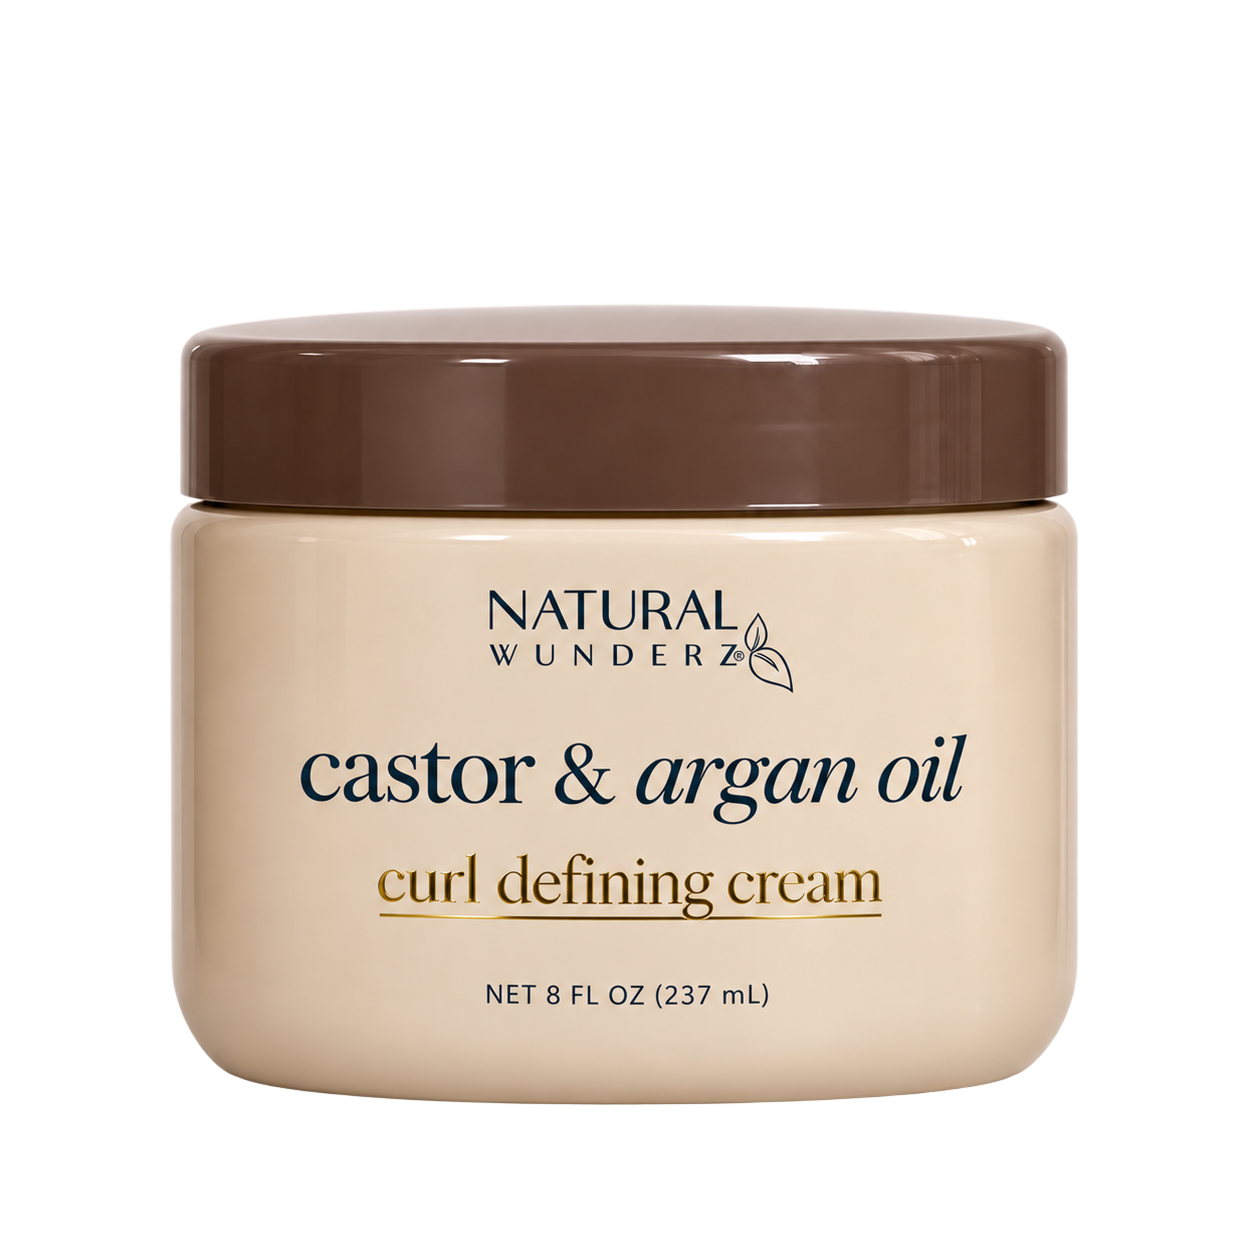 NATURAL
WUNDERZ®
castor & argan oil
curl defining cream
NET 8 FL OZ (237 mL)